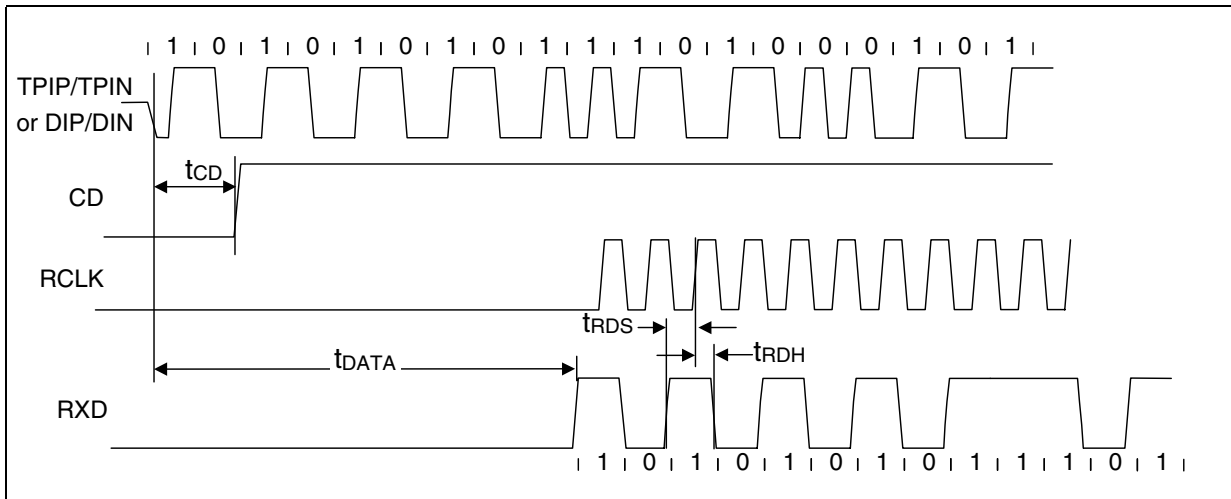 | 1 | 0 | 1 | 0 | 1 | 0 | 1 | 0 | 1 | 1 | 1 | 0 | 1 | 0 | 0 | 0 | 1 | 0 | 1 |
TPIP/TPIN
or DIP/DIN
tCD
CD
RCLK
tRDS
tRDH
tDATA
RXD
| 1 | 0 | 1 | 0 | 1 | 0 | 1 | 0 | 1 | 1 | 1 | 0 | 1 |